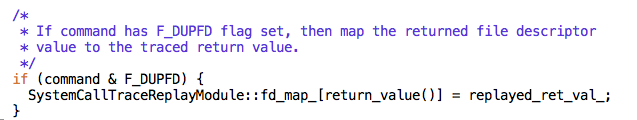 /*
 * If command has F_DUPFD flag set, then map the returned file descriptor
 * value to the traced return value.
 */
if (command & F_DUPFD) {
  SystemCallTraceReplayModule::fd_map_[return_value()] = replayed_ret_val_;
}